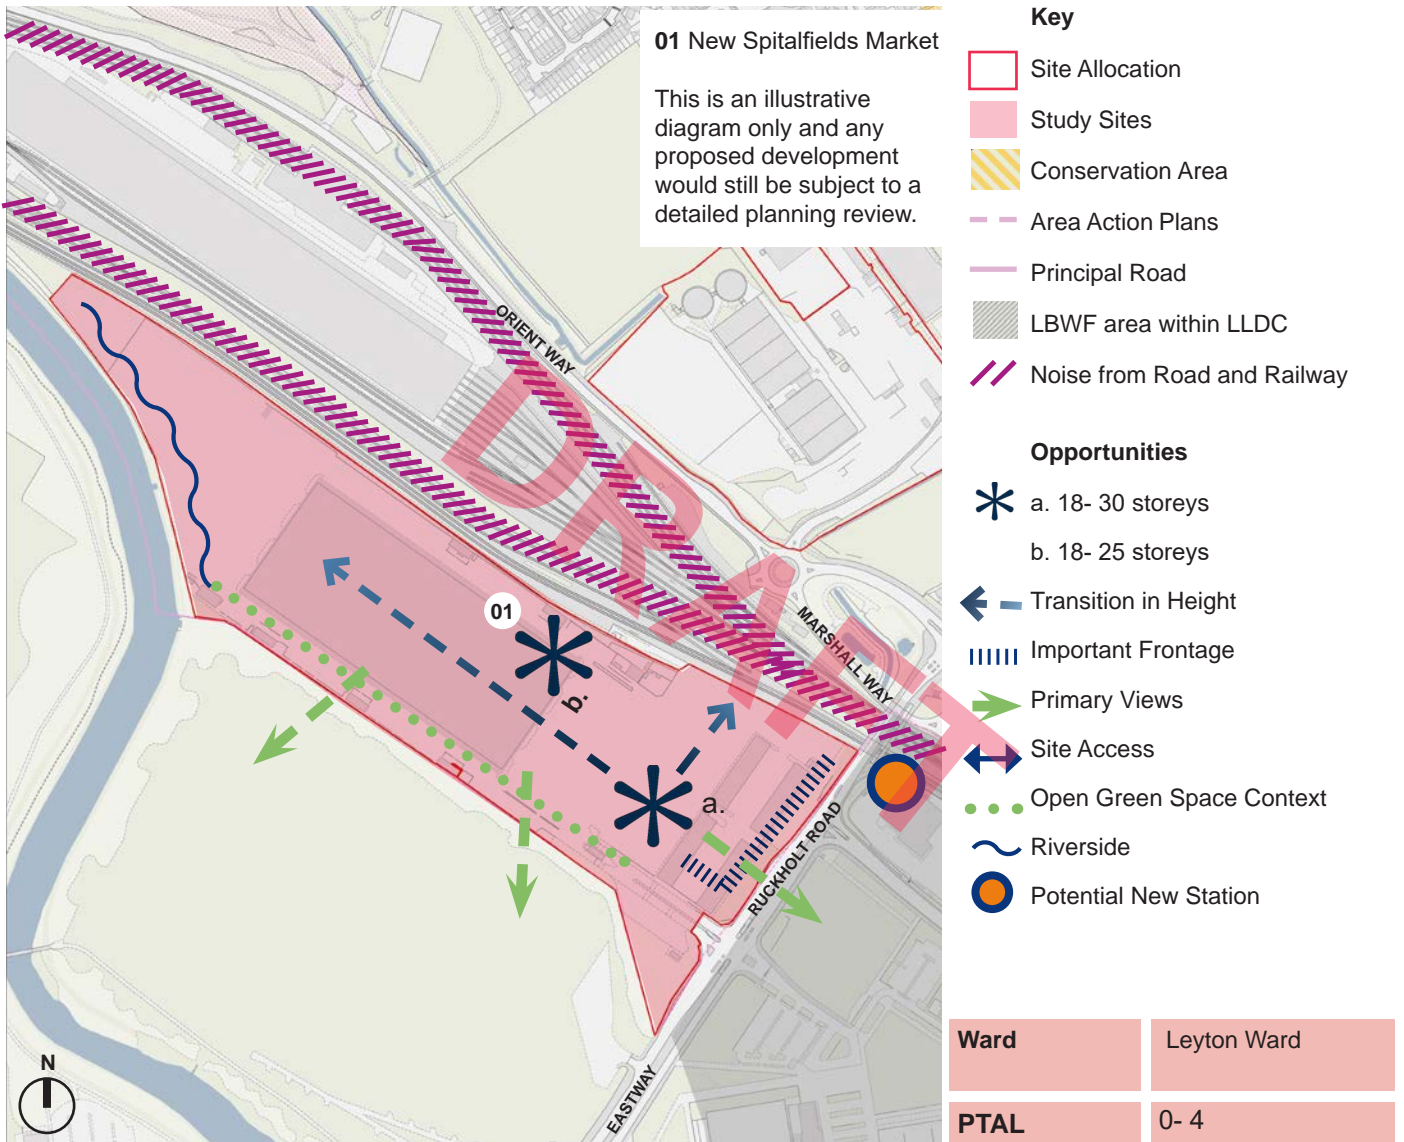 01 New Spitalfields Market
This is an illustrative
diagram only and any
proposed development
would still be subject to a
detailed planning review.
ORIENT WAY
MARSHALL WAY
RUCKHOLT ROAD
EASTWAY
01
b.
a.
N
DRAFT
Key
Site Allocation
Study Sites
Conservation Area
Area Action Plans
Principal Road
LBWF area within LLDC
Noise from Road and Railway
Opportunities
a. 18- 30 storeys
b. 18- 25 storeys
Transition in Height
Important Frontage
Primary Views
Site Access
Open Green Space Context
Riverside
Potential New Station
Ward Leyton Ward
PTAL 0- 4